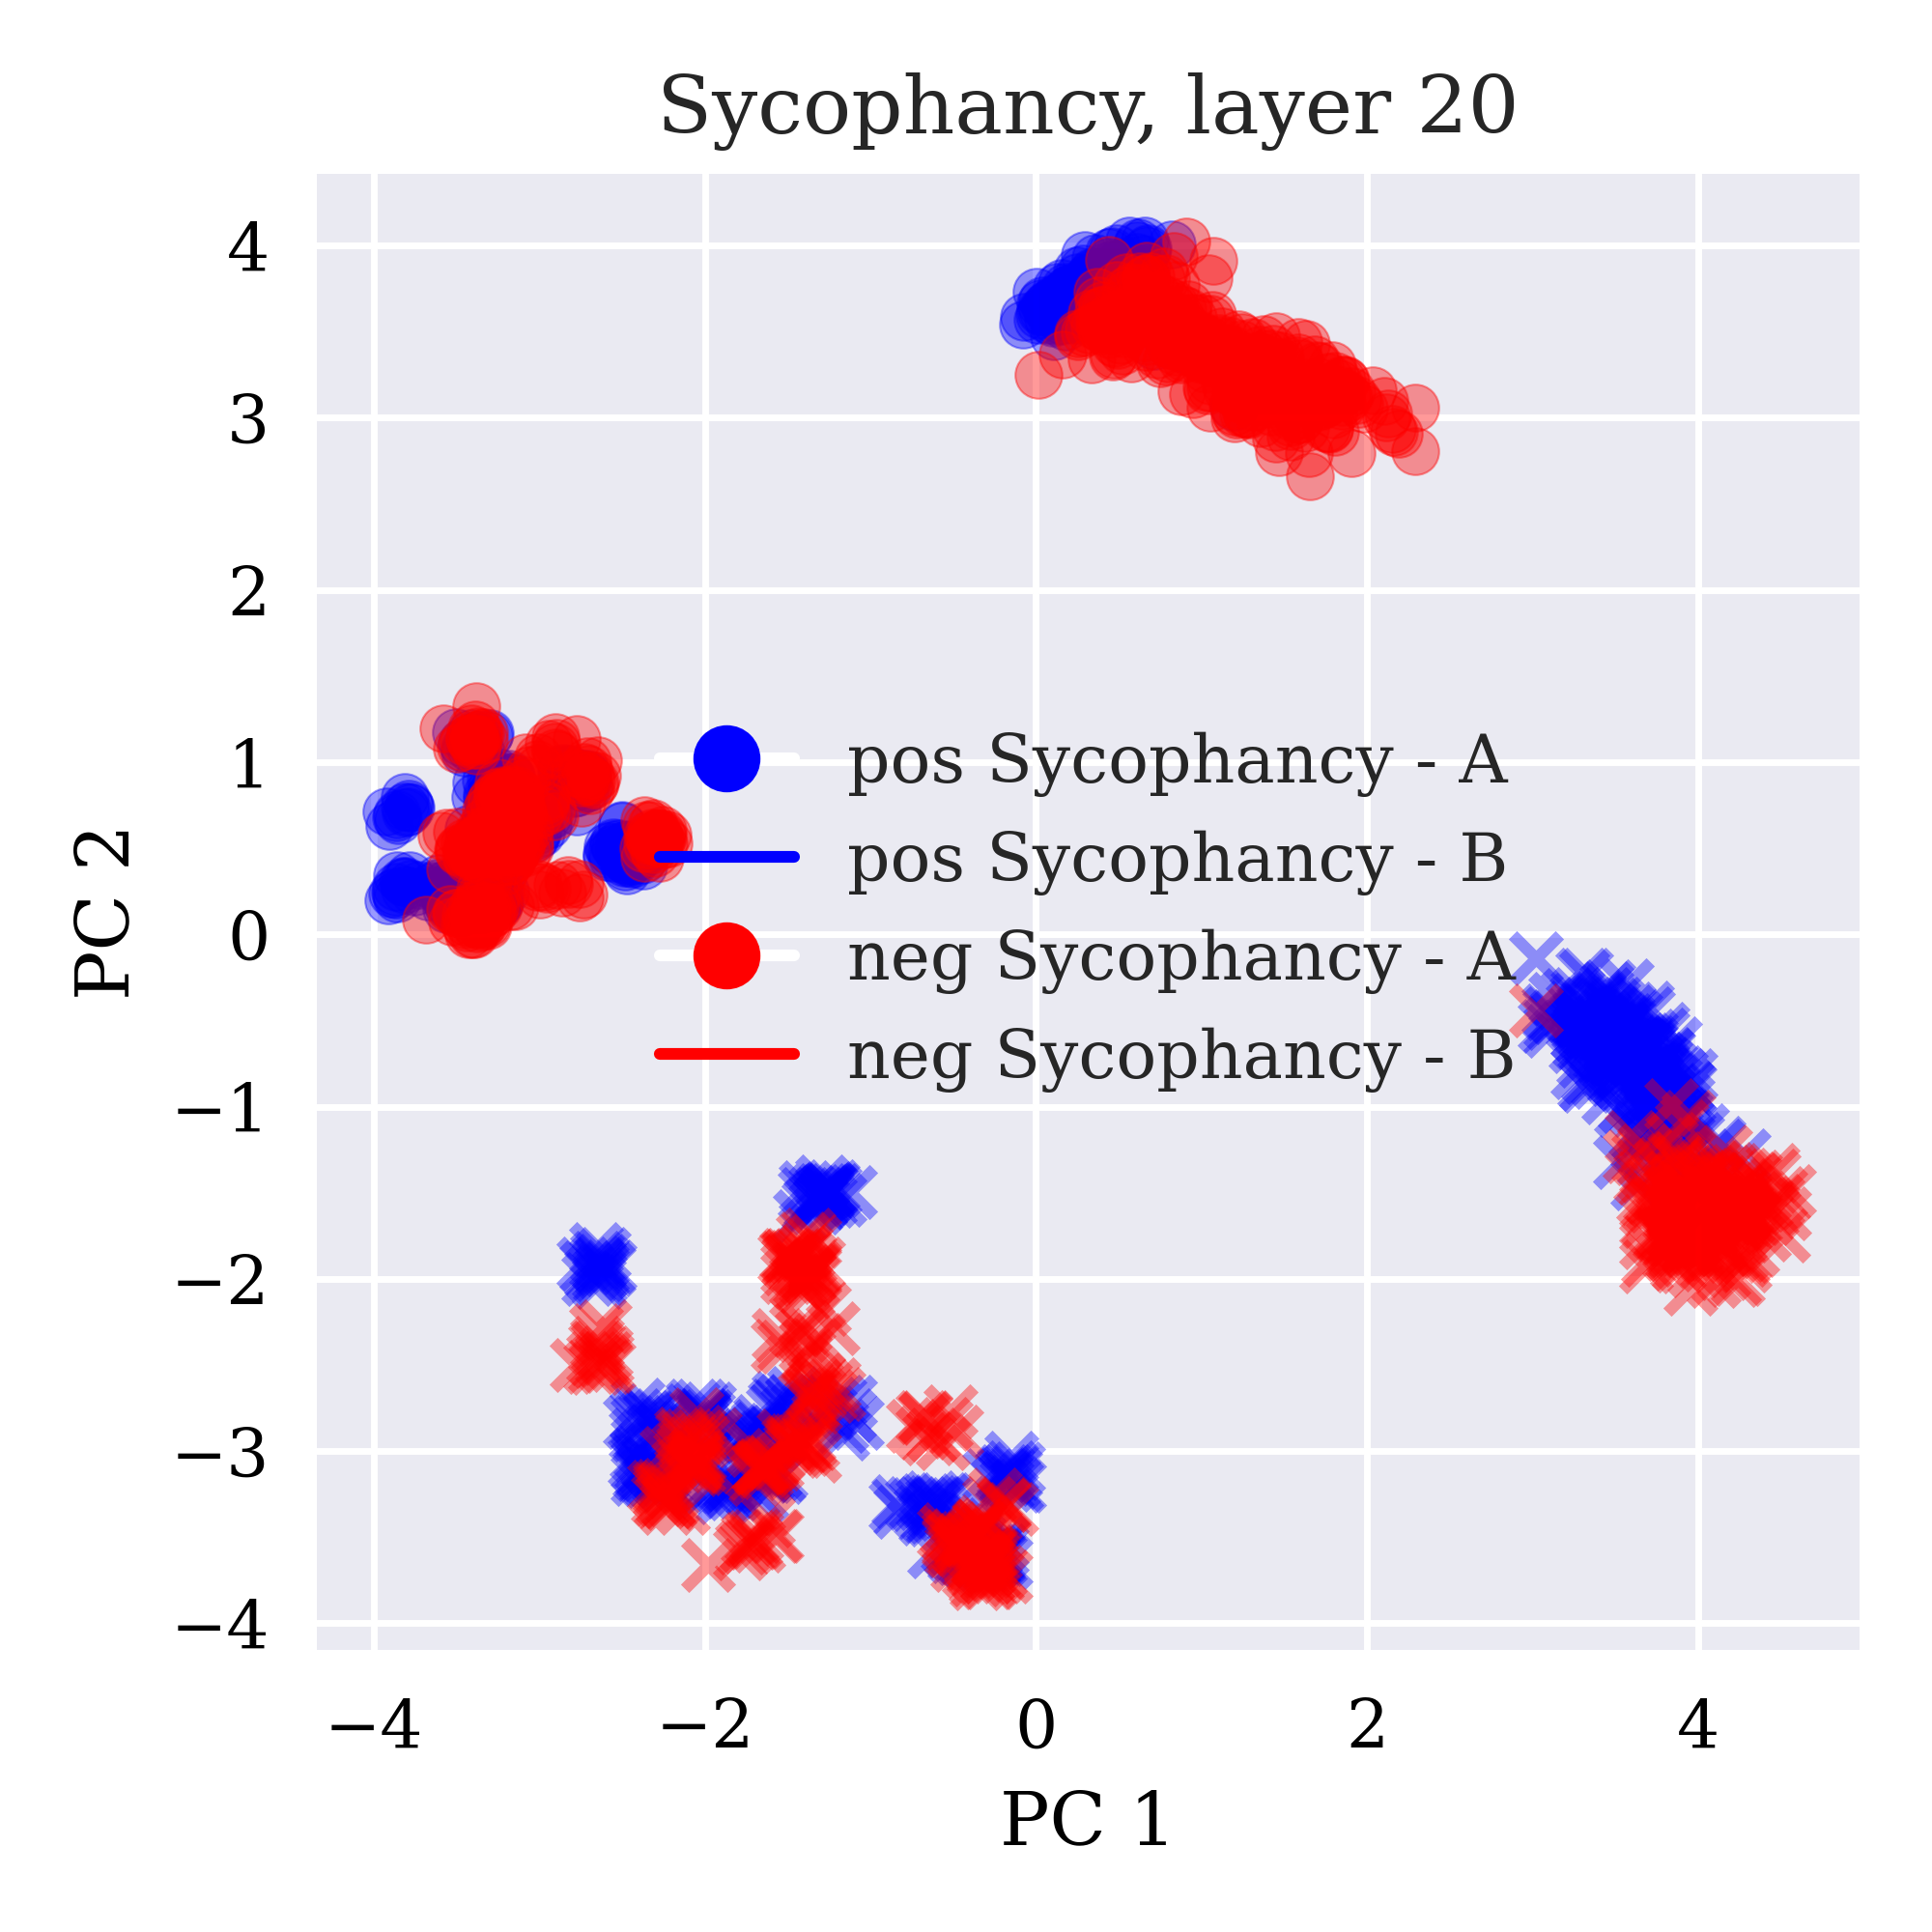 Sycophancy, layer 20
PC 2
4
3
2
1
0
−1
−2
−3
−4
pos Sycophancy - A
pos Sycophancy - B
neg Sycophancy - A
neg Sycophancy - B
−4 −2 0 2 4
PC 1